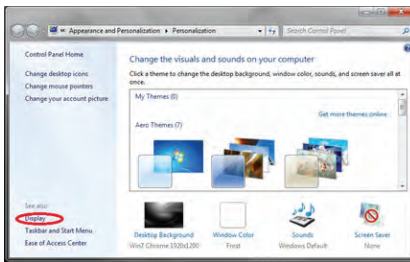 « Appearance and Personalization ▸ Personalization
Search Control Panel
Control Panel Home
Change desktop icons
Change mouse pointers
Change your account picture
Change the visuals and sounds on your computer
Click a theme to change the desktop background, window color, sounds, and screen saver all at
once.
My Themes (0)
Get more themes online
Aero Themes (7)
See also
Display
Taskbar and Start Menu
Ease of Access Center
Desktop Background
Win7 Chrome 1920x1200
Window Color
Frost
Sounds
Windows Default
Screen Saver
None